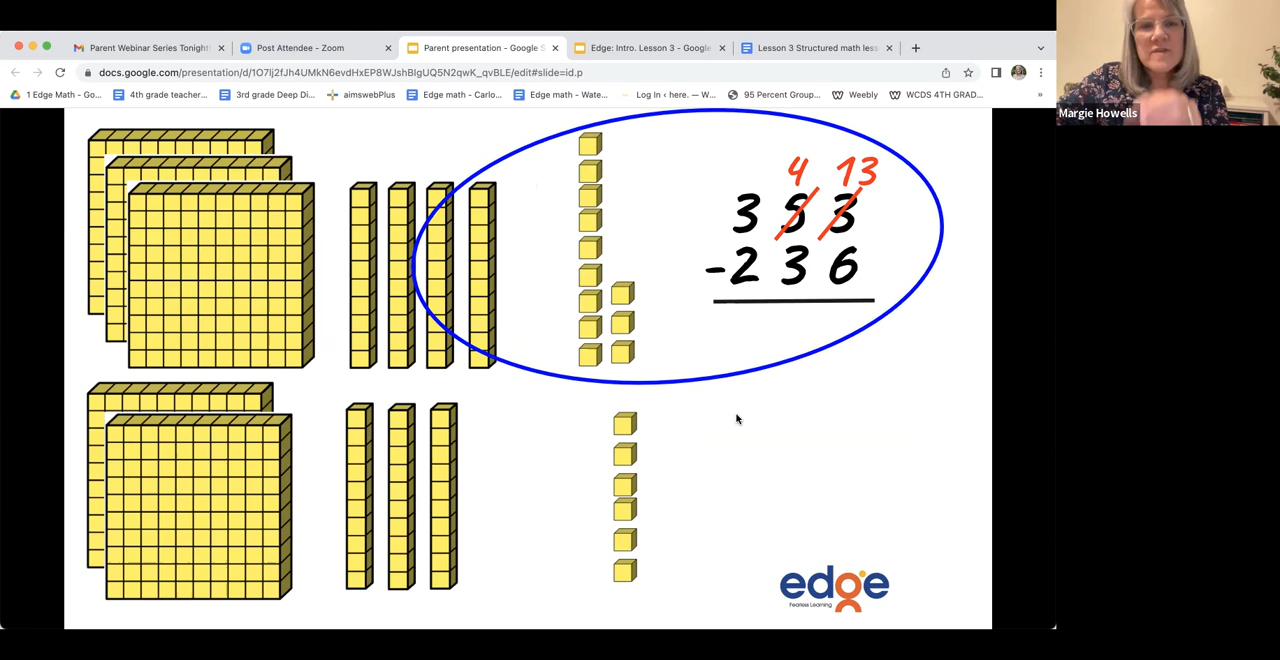 Parent Webinar Series Tonight!
Post Attendee - Zoom
Parent presentation - Google S
Edge: Intro. Lesson 3 - Google
Lesson 3 Structured math less
docs.google.com/presentation/d/1O7lj2fJh4UMkN6evdHxEP8WJshBIgUQ5N2qwK_qvBLE/edit#slide=id.p
1 Edge Math - Go...
4th grade teacher...
3rd grade Deep Di...
aimswebPlus
Edge math - Carlo...
Edge math - Wate...
Log In ‹ here. — W...
95 Percent Group...
Weebly
WCDS 4TH GRAD...
»
Margie Howells
4 13
3 5 3
-2 3 6
edge
Fearless Learning